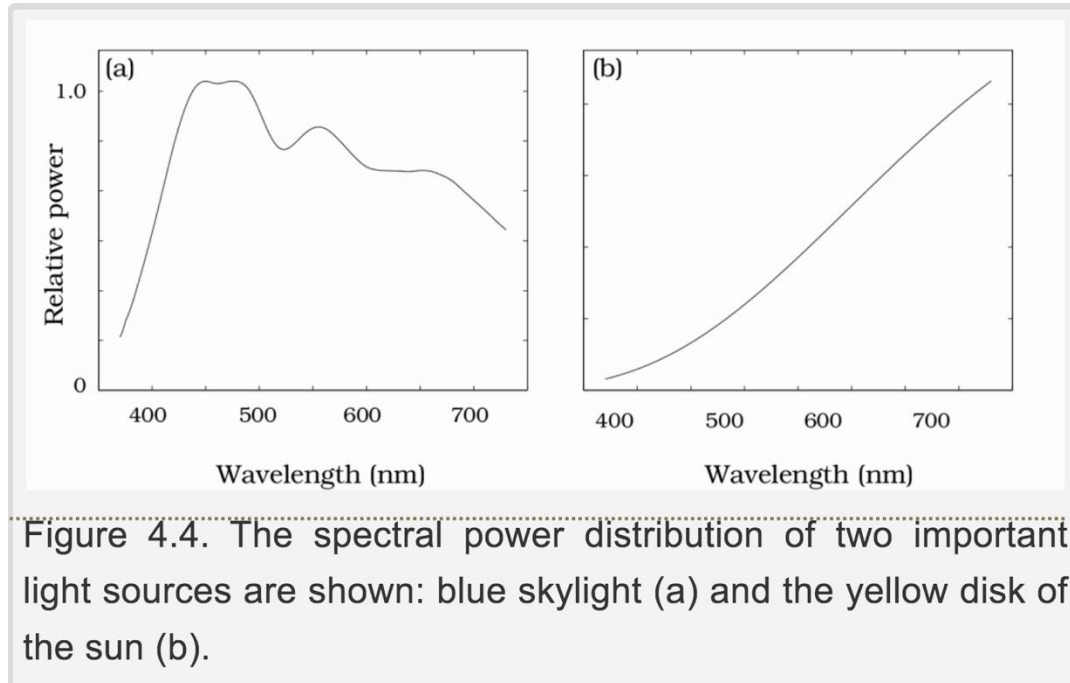 (a)
(b)
1.0
Relative power
0
400 500 600 700
400 500 600 700
Wavelength (nm)
Wavelength (nm)
Figure 4.4. The spectral power distribution of two important
light sources are shown: blue skylight (a) and the yellow disk of
the sun (b).